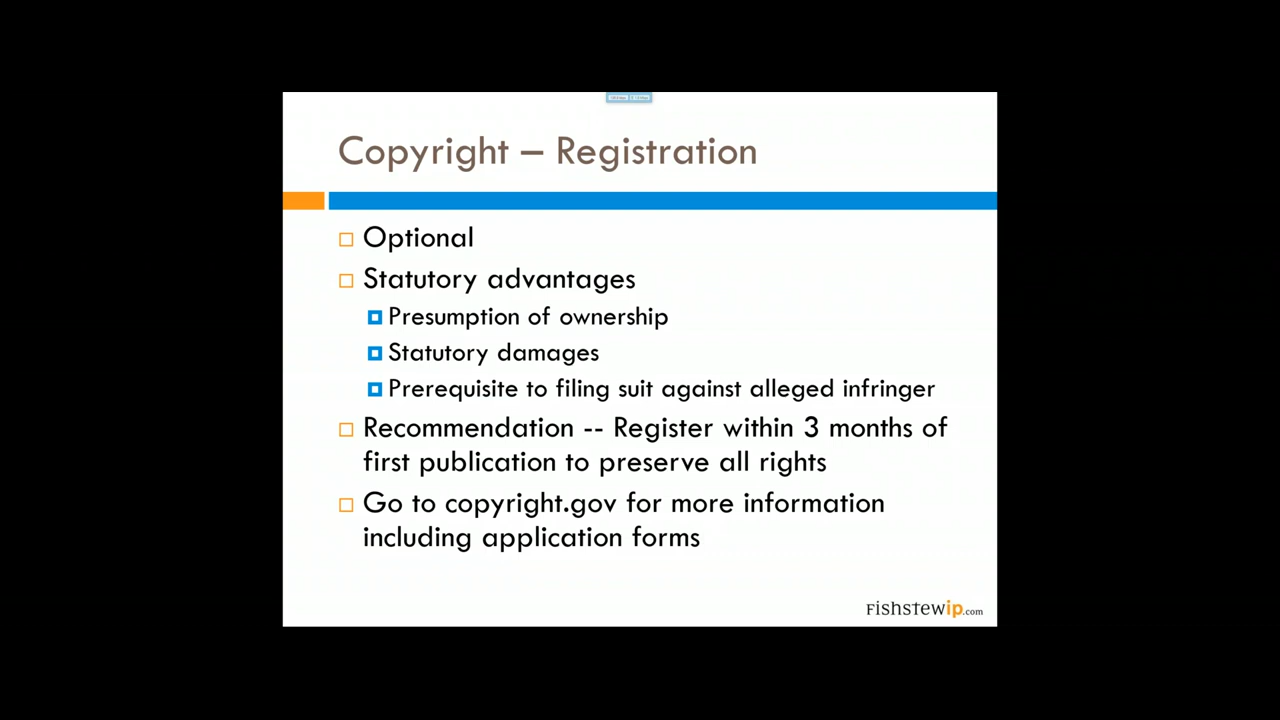 Copyright – Registration
Optional
Statutory advantages
Presumption of ownership
Statutory damages
Prerequisite to filing suit against alleged infringer
Recommendation -- Register within 3 months of
first publication to preserve all rights
Go to copyright.gov for more information
including application forms
Fishstewip.com